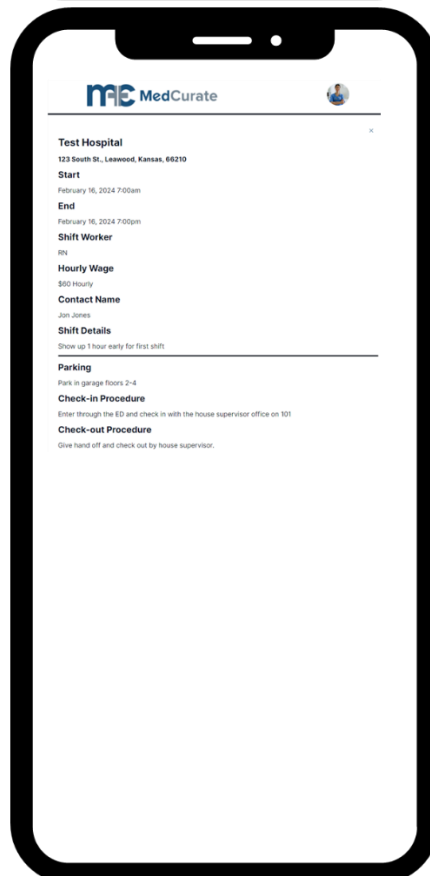 MedCurate
×
Test Hospital
123 South St., Leawood, Kansas, 66210
Start
February 16, 2024 7:00am
End
February 16, 2024 7:00pm
Shift Worker
RN
Hourly Wage
$60 Hourly
Contact Name
Jon Jones
Shift Details
Show up 1 hour early for first shift
Parking
Park in garage floors 2-4
Check-in Procedure
Enter through the ED and check in with the house supervisor office on 101
Check-out Procedure
Give hand off and check out by house supervisor.